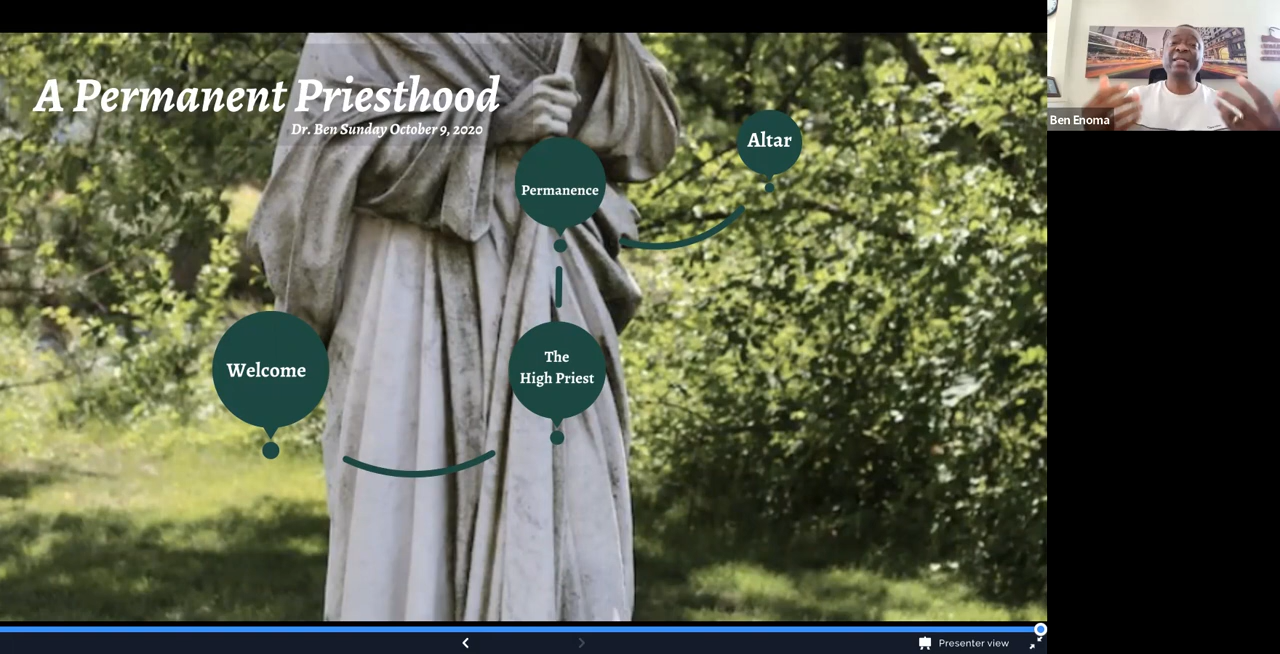 A Permanent Priesthood
Dr. Ben Sunday October 9, 2020
Permanence
Altar
Welcome
The
High Priest
Ben Enoma
Presenter view